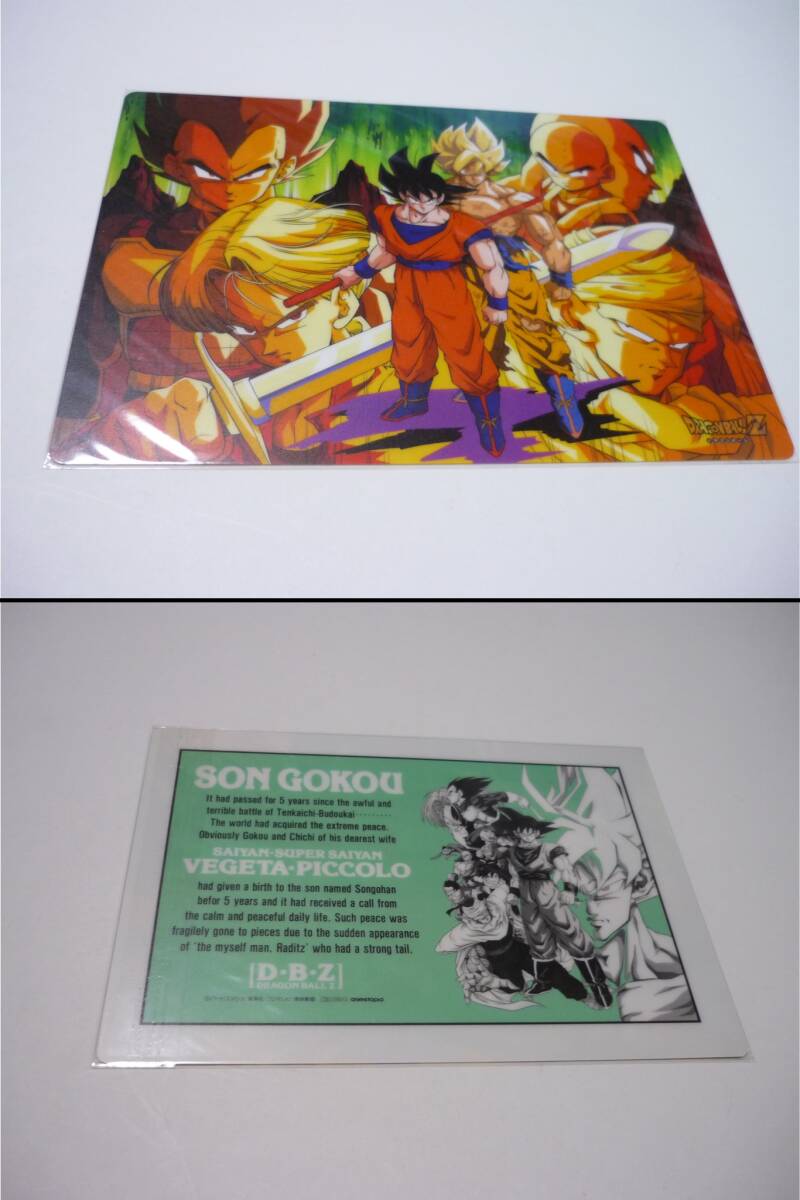 DRAGONBALL Z
SON GOKOU
It had passed for 5 years since the awful and
terrible battle of Tenkaichi-Budoukai·········
The world had acquired the extreme peace.
Obviously Gokou and Chichi of his dearest wife
SAIYAN·SUPER SAIYAN
VEGETA·PICCOLO
had given a birth to the son named Songohan
befor 5 years and it had received a call from
the calm and peaceful daily life. Such peace was
fragilely gone to pieces due to the sudden appearance
of 'the myself man. Raditz' who had a strong tail.
[D·B·Z]
DRAGON BALL Z
animetopia